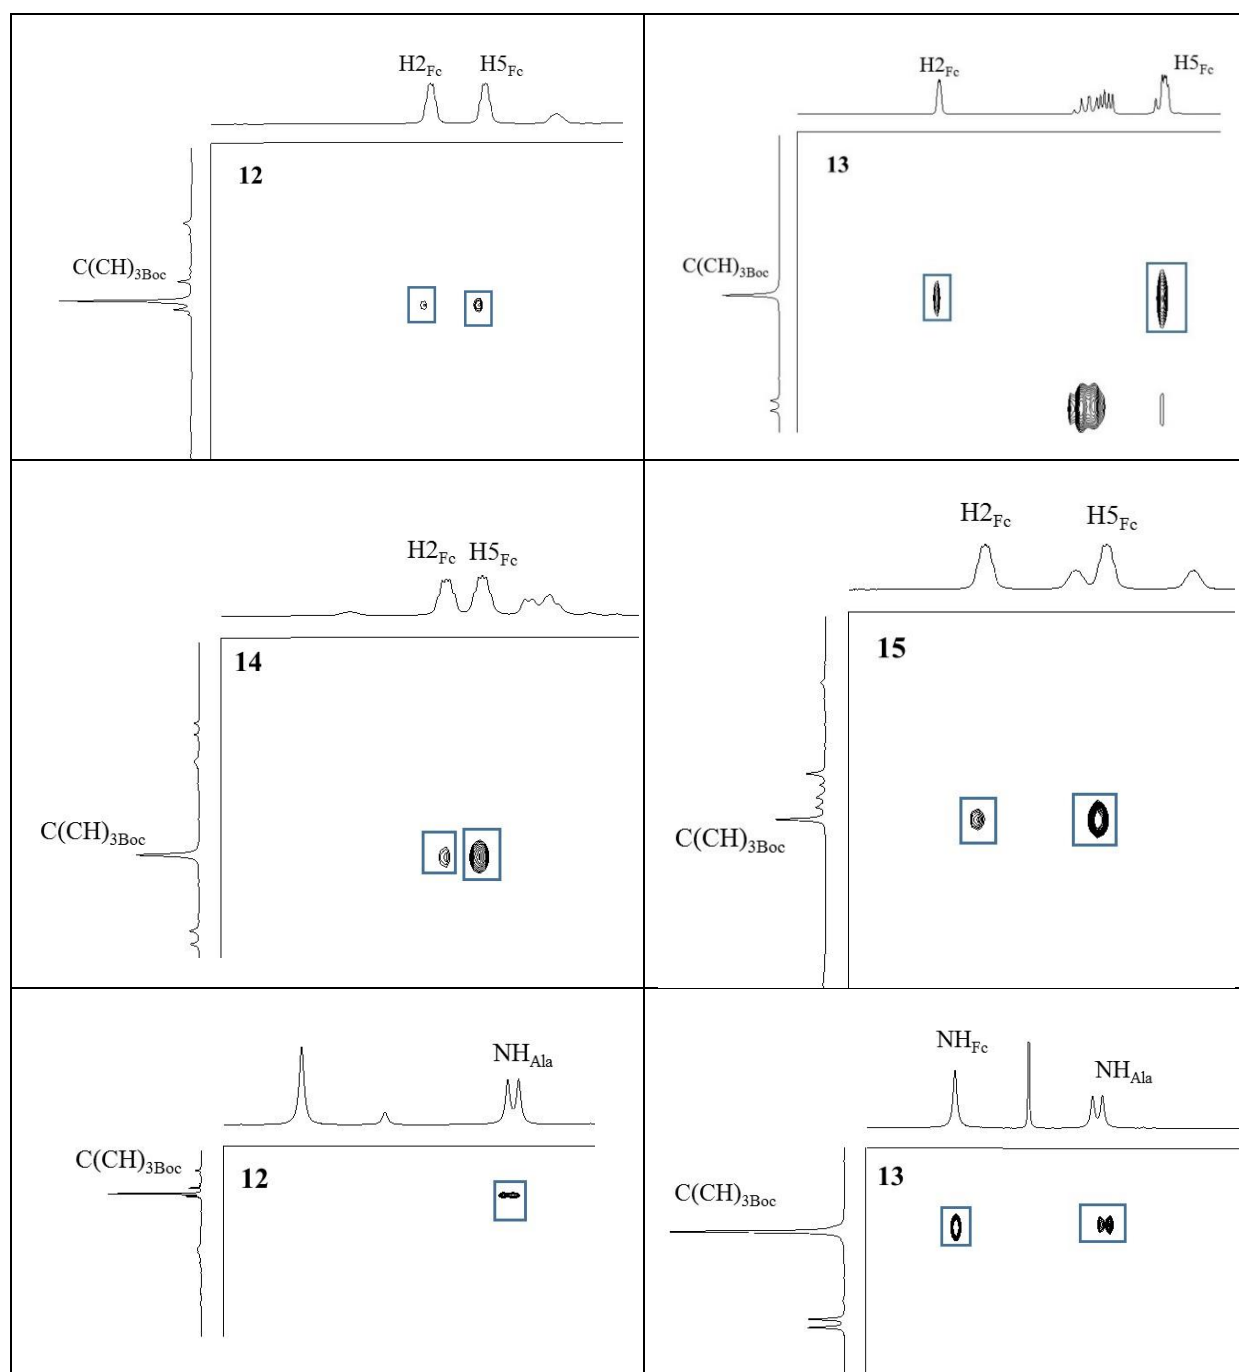 H2Fc H5Fc
12
C(CH)3Boc
H2Fc H5Fc
13
C(CH)3Boc
H2Fc H5Fc
14
C(CH)3Boc
H2Fc H5Fc
15
C(CH)3Boc
NHAla
C(CH)3Boc
12
NHFc NHAla
13
C(CH)3Boc